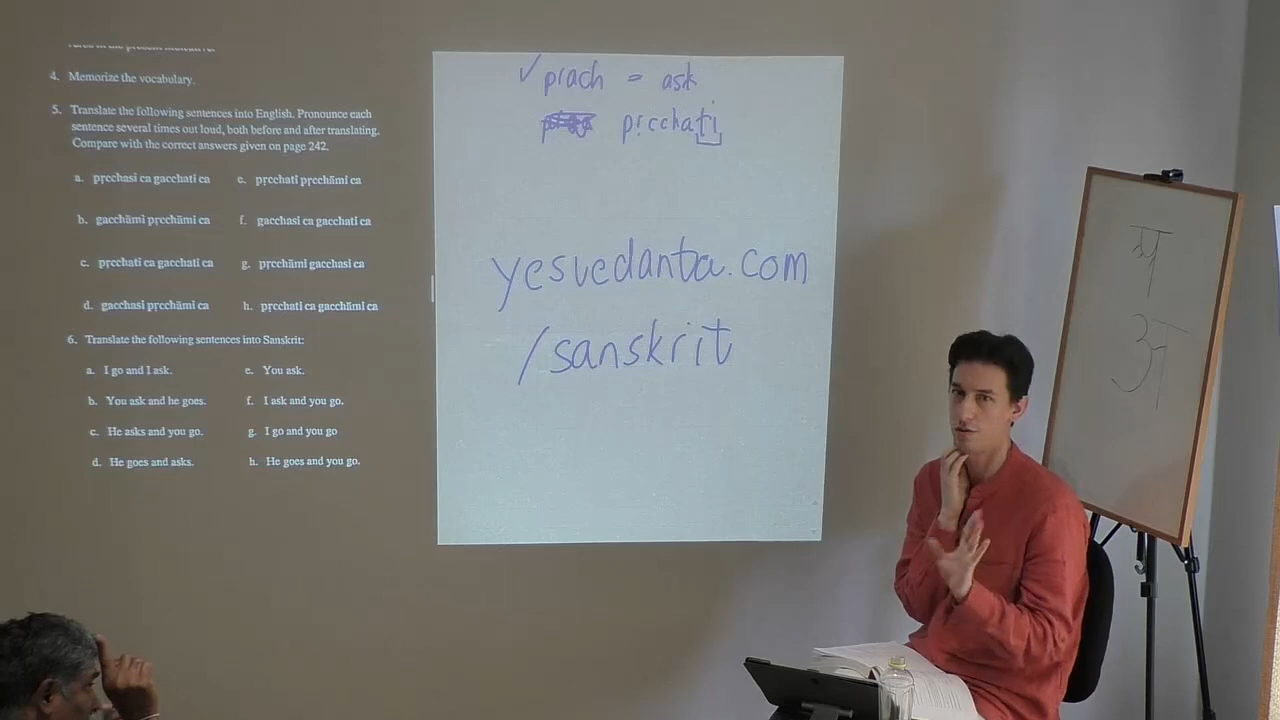 4. Memorize the vocabulary.
5. Translate the following sentences into English. Pronounce each
sentence several times out loud, both before and after translating.
Compare with the correct answers given on page 242.
a. pṛcchasi ca gacchati ca
e. pṛcchati pṛcchāmi ca
b. gacchāmi pṛcchāmi ca
f. gacchasi ca gacchati ca
c. pṛcchati ca gacchati ca
g. pṛcchāmi gacchasi ca
d. gacchasi pṛcchāmi ca
h. pṛcchati ca gacchāmi ca
6. Translate the following sentences into Sanskrit:
a. I go and I ask.
e. You ask.
b. You ask and he goes.
f. I ask and you go.
c. He asks and you go.
g. I go and you go
d. He goes and asks.
h. He goes and you go.
√prach = ask
pṛcchati
yesvedanta.com
/sanskrit
अ